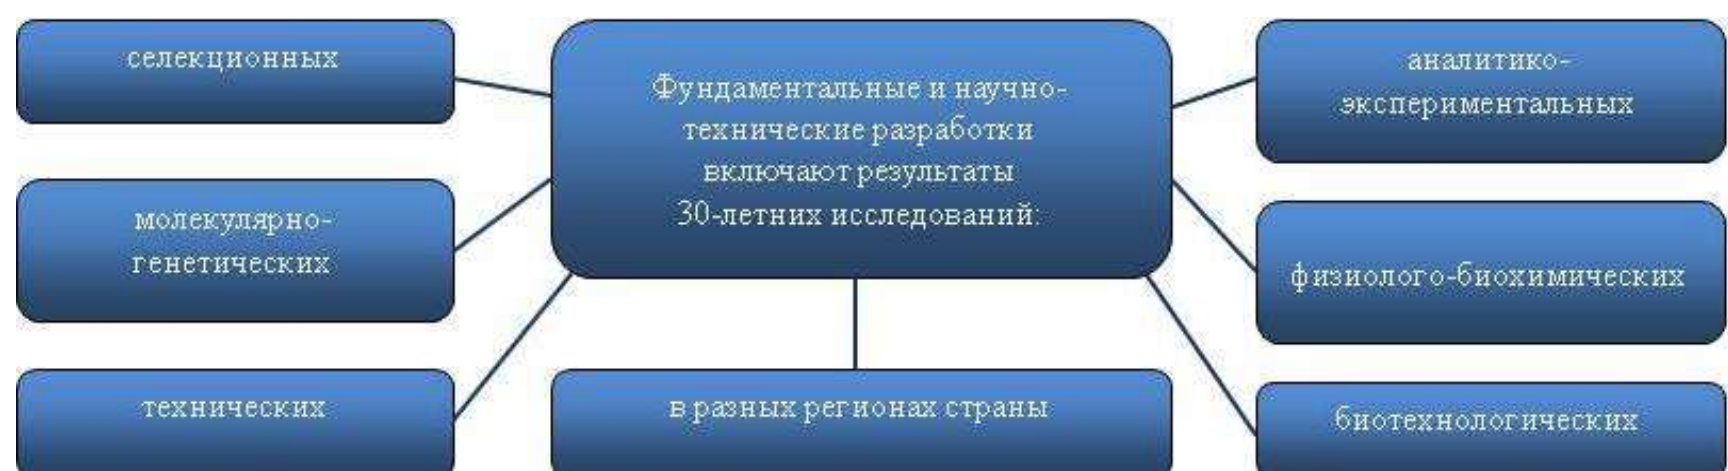 селекционных
Фундаментальные и научно-
технические разработки
включают результаты
30-летних исследований:
аналитико-
экспериментальных
молекулярно-
генетических
физиолого-биохимических
технических
в разных регионах страны
биотехнологических